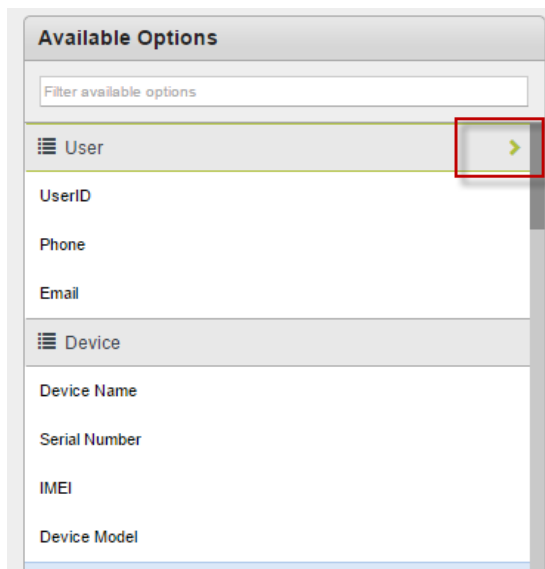 Available Options
Filter available options
User
UserID
Phone
Email
Device
Device Name
Serial Number
IMEI
Device Model